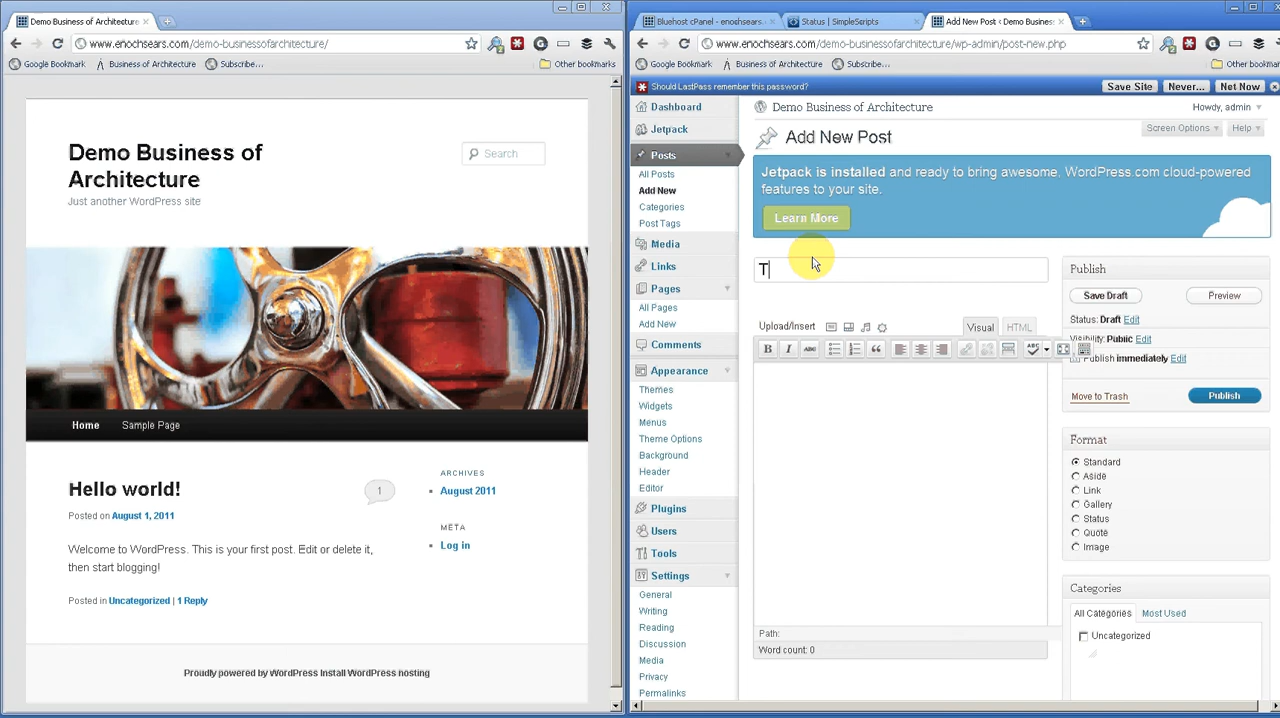 Demo Business of Architecture
www.enochsears.com/demo-businessofarchitecture/
Google Bookmark
Business of Architecture
Subscribe...
Other bookmarks
Demo Business of
Architecture
Just another WordPress site
Search
Home
Sample Page
Hello world!
1
Posted on August 1, 2011
Welcome to WordPress. This is your first post. Edit or delete it,
then start blogging!
Posted in Uncategorized | 1 Reply
ARCHIVES
August 2011
META
Log in
Proudly powered by WordPress Install WordPress nosting
Bluehost cPanel - enochsears.
Status | SimpleScripts
Add New Post ‹ Demo Busines
www.enochsears.com/demo-businessofarchitecture/wp-admin/post-new.php
Google Bookmark
Business of Architecture
Subscribe...
Other bookmar
Should LastPass remember this password?
Save Site
Never...
Not Now
Dashboard
Jetpack
Posts
All Posts
Add New
Categories
Post Tags
Media
Links
Pages
All Pages
Add New
Comments
Appearance
Themes
Widgets
Menus
Theme Options
Background
Header
Editor
Plugins
Users
Tools
Settings
General
Writing
Reading
Discussion
Media
Privacy
Permalinks
Demo Business of Architecture
Howdy, admin
Add New Post
Screen Options
Help
Jetpack is installed and ready to bring awesome, WordPress.com cloud-powered
features to your site.
Learn More
T
Upload/Insert
Visual
HTML
B
I
ABC
ABC
Path:
Word count: 0
Publish
Save Draft
Preview
Status: Draft Edit
Visibility: Public Edit
Publish immediately Edit
Move to Trash
Publish
Format
Standard
Aside
Link
Gallery
Status
Quote
Image
Categories
All Categories
Most Used
Uncategorized